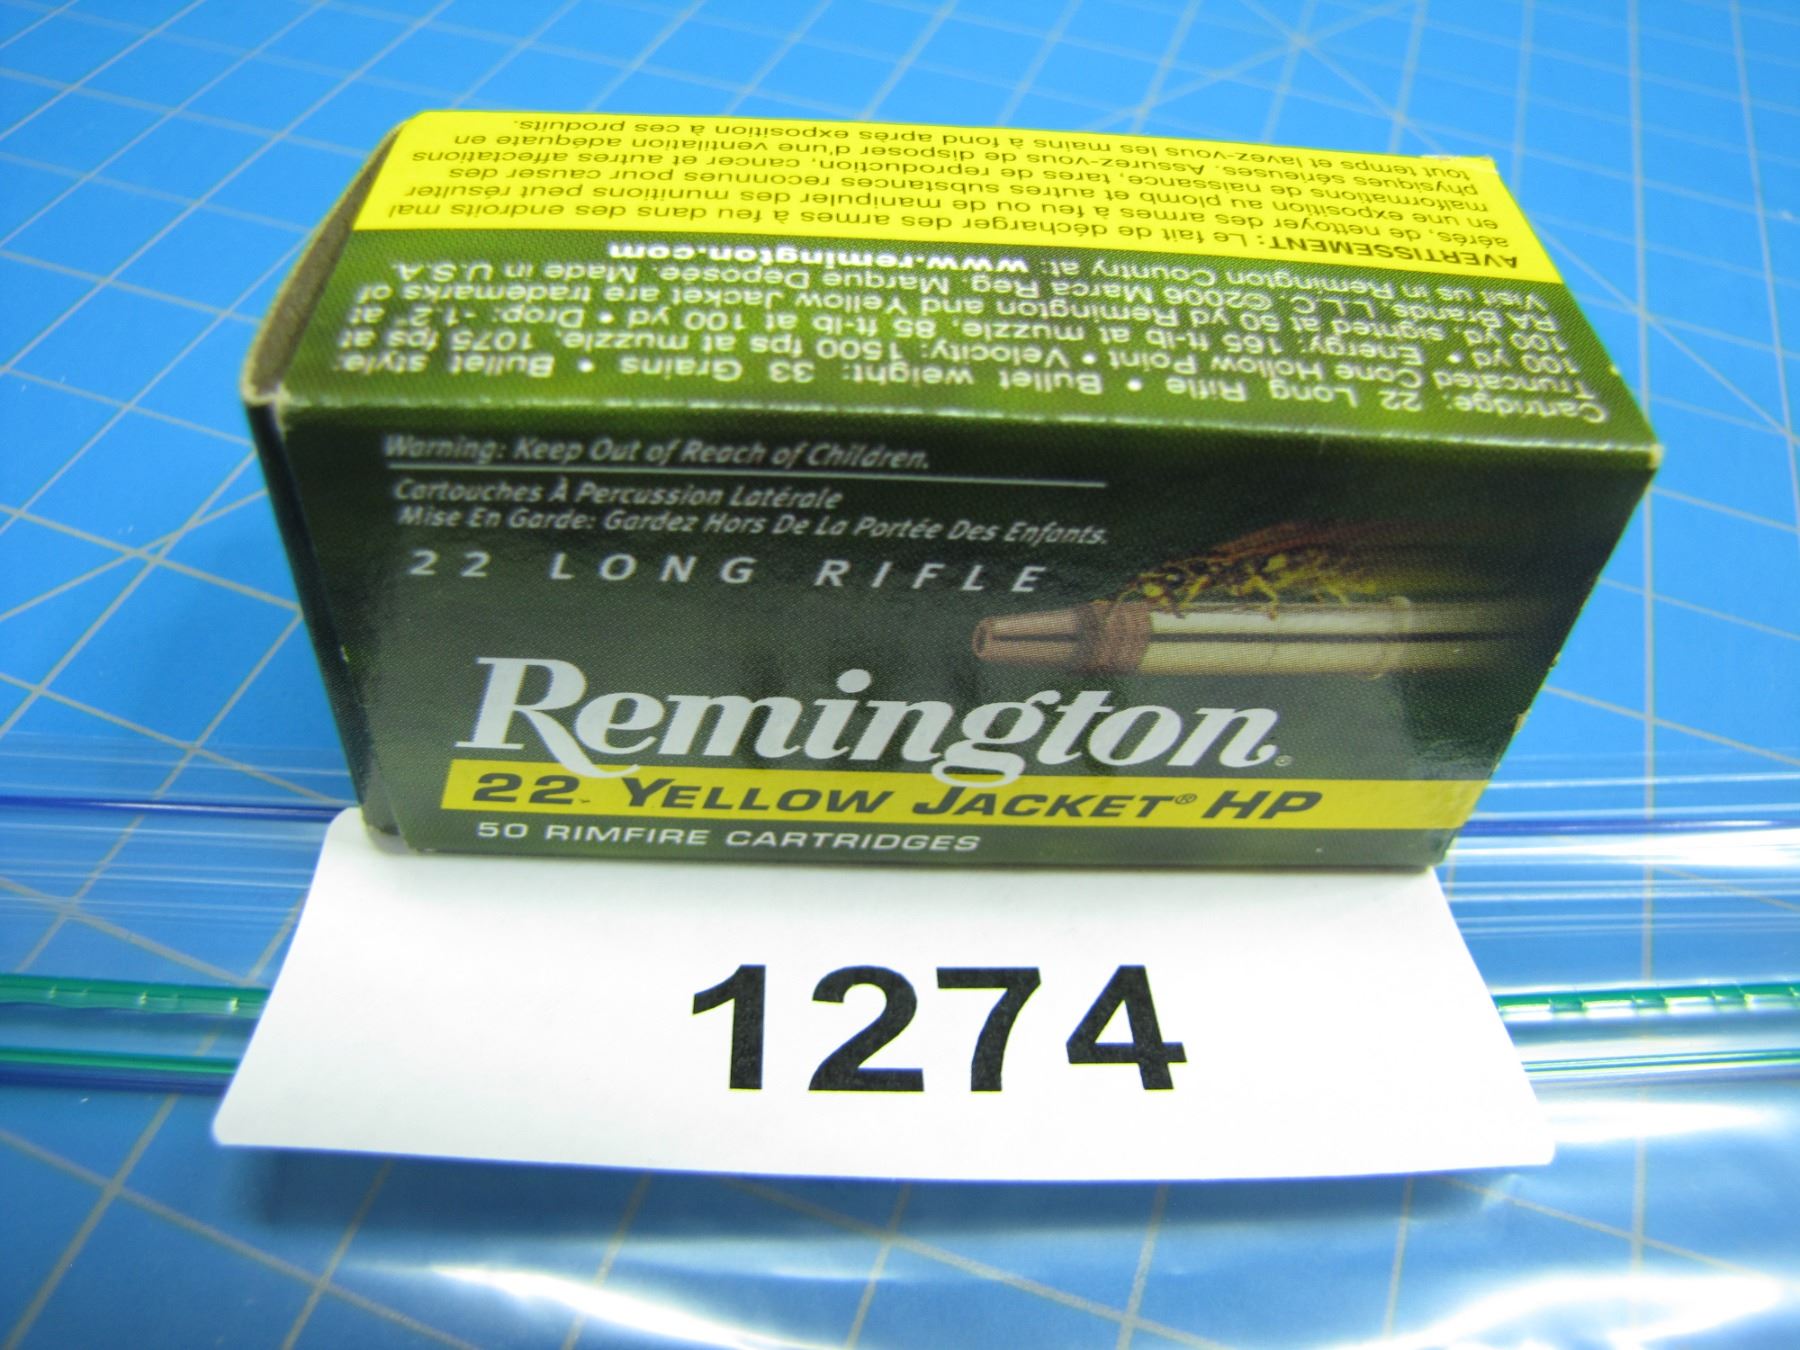 Cartridge: 22 Long Rifle • Bullet weight: 33 Grains • Bullet style:
Truncated Cone Hollow Point • Velocity: 1500 fps at muzzle, 1075 fps at
100 yd • Energy: 165 ft-lb at muzzle, 85 ft-lb at 100 yd • Drop: -1.2" at
100 yd, sighted at 50 yd Remington and Yellow Jacket are trademarks of
RA Brands, L.L.C. ©2006 Marca Reg. Marque Deposée. Made in U.S.A.
Visit us in Remington Country at: www.remington.com
AVERTISSEMENT: Le fait de décharger des armes à feu dans des endroits mal
aérés, de nettoyer des armes à feu ou de manipuler des munitions peut résulter
en une exposition au plomb et autres substances reconnues pour causer des
malformations de naissance, tares de reproduction, cancer et autres affectations
physiques sérieuses. Assurez-vous de disposer d'une ventilation adéquate en
tout temps et lavez-vous les mains à fond après exposition à ces produits.
Warning: Keep Out of Reach of Children.
Cartouches À Percussion Latérale
Mise En Garde: Gardez Hors De La Portée Des Enfants.
22 LONG RIFLE
Remington®
22 YELLOW JACKET® HP
50 RIMFIRE CARTRIDGES
1274